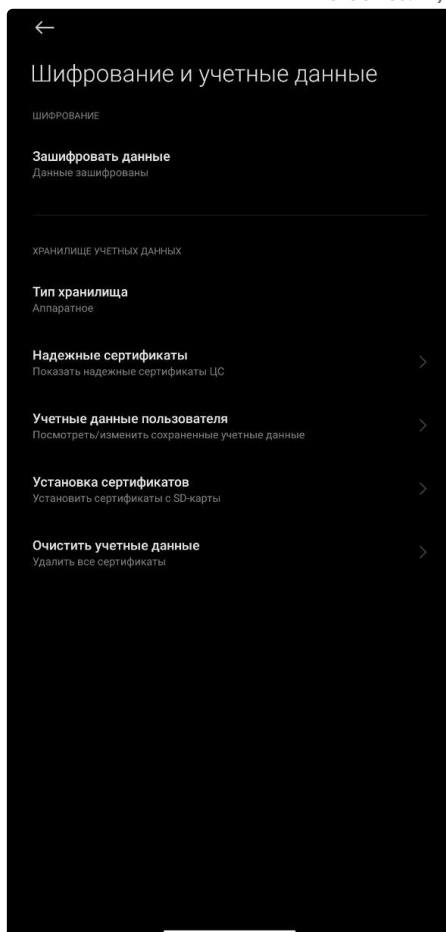 Шифрование и учетные данные
ШИФРОВАНИЕ
Зашифровать данные
Данные зашифрованы
ХРАНИЛИЩЕ УЧЕТНЫХ ДАННЫХ
Тип хранилища
Аппаратное
Надежные сертификаты
Показать надежные сертификаты ЦС
Учетные данные пользователя
Посмотреть/изменить сохраненные учетные данные
Установка сертификатов
Установить сертификаты с SD-карты
Очистить учетные данные
Удалить все сертификаты